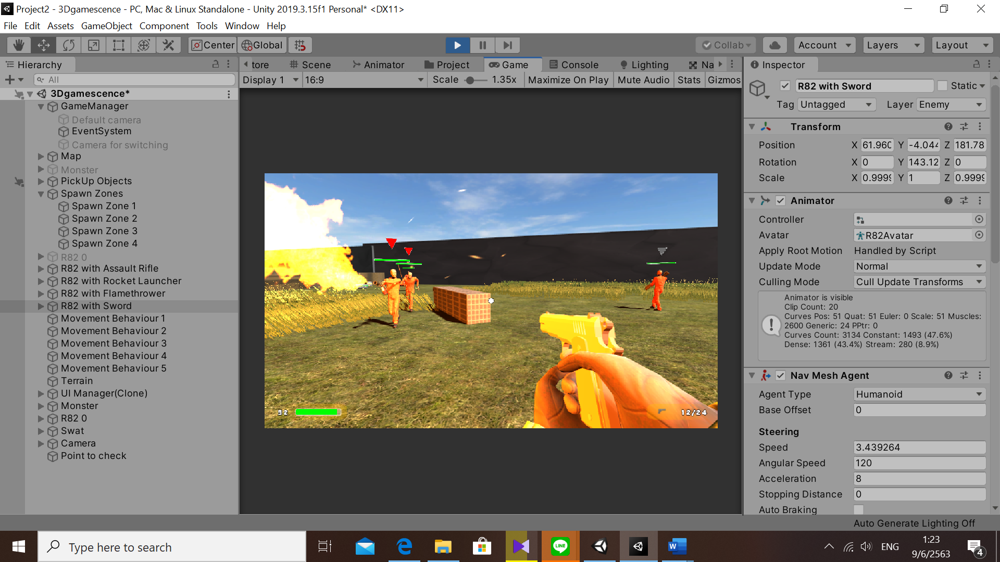 Project2 - 3Dgamescence - PC, Mac & Linux Standalone - Unity 2019.3.15f1 Personal* <DX11>
File Edit Assets GameObject Component Tools Window Help
Center Global Collab Account Layers Layout
Hierarchy
tore Scene Animator Project Game Console Lighting Na
Inspector
All
Display 1 16:9 Scale 1.35x Maximize On Play Mute Audio Stats Gizmos
3Dgamescence*
GameManager
Default camera
EventSystem
Camera for switching
Map
Monster
PickUp Objects
Spawn Zones
Spawn Zone 1
Spawn Zone 2
Spawn Zone 3
Spawn Zone 4
R82 0
R82 with Assault Rifle
R82 with Rocket Launcher
R82 with Flamethrower
R82 with Sword
Movement Behaviour 1
Movement Behaviour 2
Movement Behaviour 3
Movement Behaviour 4
Movement Behaviour 5
Terrain
UI Manager(Clone)
Monster
R82 0
Swat
Camera
Point to check
92
12/24
R82 with Sword Static
Tag Untagged Layer Enemy
Transform
Position X 61.960 Y -4.044 Z 181.78
Rotation X 0 Y 143.12 Z 0
Scale X 0.9999 Y 1 Z 0.9999
Animator
Controller
Avatar R82Avatar
Apply Root Motion Handled by Script
Update Mode Normal
Culling Mode Cull Update Transforms
Animator is visible
Clip Count: 20
Curves Pos: 51 Quat: 51 Euler: 0 Scale: 51 Muscles:
2600 Generic: 24 PPtr: 0
Curves Count: 3134 Constant: 1493 (47.6%)
Dense: 1361 (43.4%) Stream: 280 (8.9%)
Nav Mesh Agent
Agent Type Humanoid
Base Offset 0
Steering
Speed 3.439264
Angular Speed 120
Acceleration 8
Stopping Distance 0
Auto Braking
Auto Generate Lighting Off
Type here to search
LINE
W
ENG
1:23
9/6/2563
4